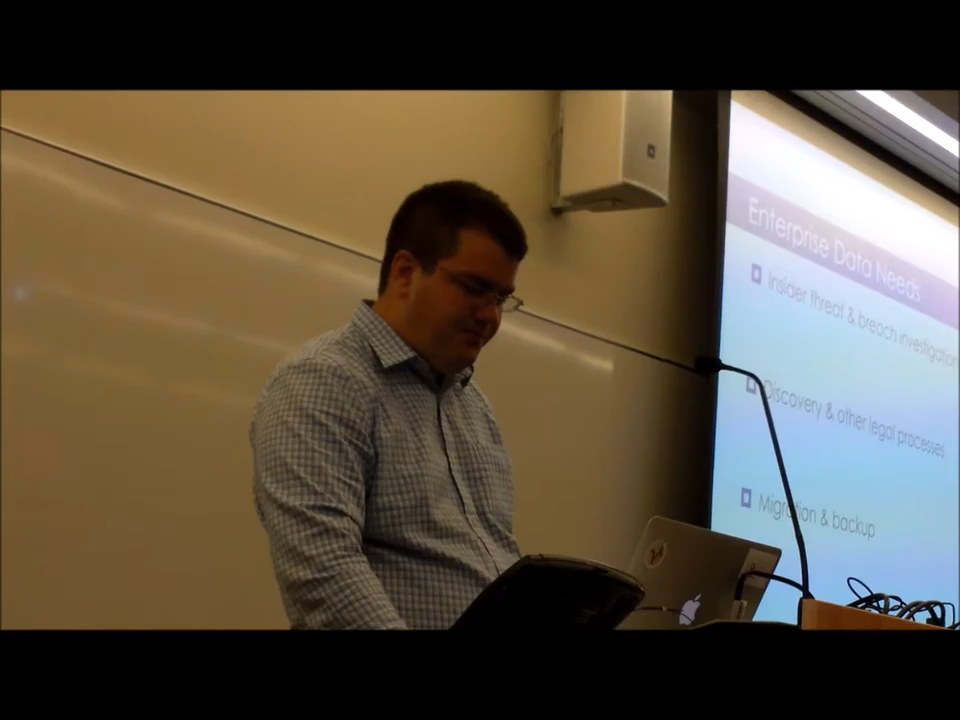 Enterprise Data Needs
Insider threat & breach investigation
Discovery & other legal processes
Migration & backup